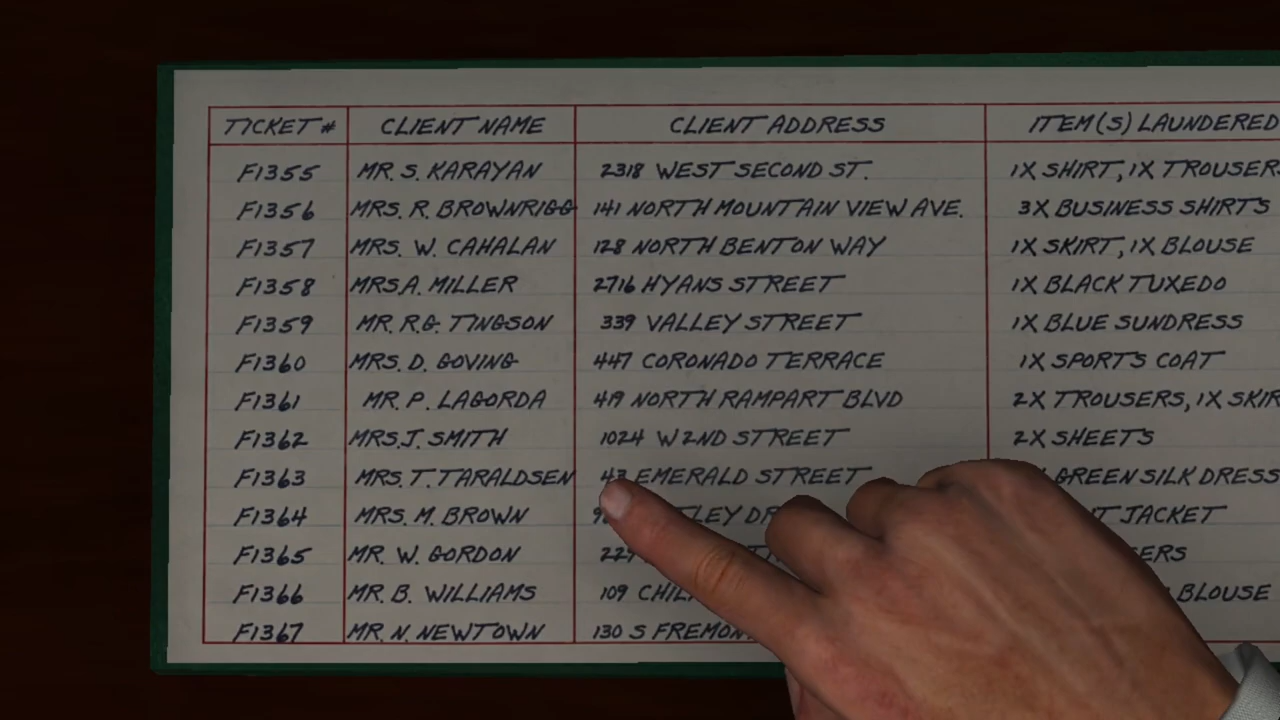 TICKET # CLIENT NAME CLIENT ADDRESS ITEM(S) LAUNDERED
F1355 MR. S. KARAYAN 2318 WEST SECOND ST. 1X SHIRT, 1X TROUSERS
F1356 MRS. R. BROWNRIGG 141 NORTH MOUNTAIN VIEW AVE. 3X BUSINESS SHIRTS
F1357 MRS. W. CAHALAN 128 NORTH BENTON WAY 1X SKIRT, 1X BLOUSE
F1358 MRS.A. MILLER 2716 HYANS STREET 1X BLACK TUXEDO
F1359 MR. R.G. TINGSON 339 VALLEY STREET 1X BLUE SUNDRESS
F1360 MRS. D. GOVING 447 CORONADO TERRACE 1X SPORTS COAT
F1361 MR. P. LAGORDA 419 NORTH RAMPART BLVD 2X TROUSERS, 1X
F1362 MRS.J. SMITH 1024 W 2ND STREET 2X SHEETS
F1363 MRS. T. TARALDSEN 43 EMERALD STREET GREEN SILK DRESS
F1364 MRS. M. BROWN JACKET
F1365 MR. W. GORDON
F1366 MR. B. WILLIAMS 109 BLOUSE
F1367 MR. N. NEWTOWN 130 S